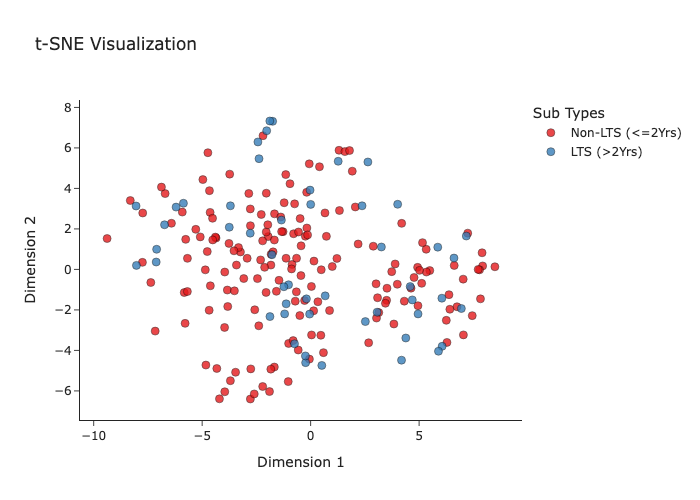 t-SNE Visualization
Sub Types
Non-LTS (<=2Yrs)
LTS (>2Yrs)
8
6
4
2
0
−2
−4
−6
Dimension 2
−10
−5
0
5
Dimension 1